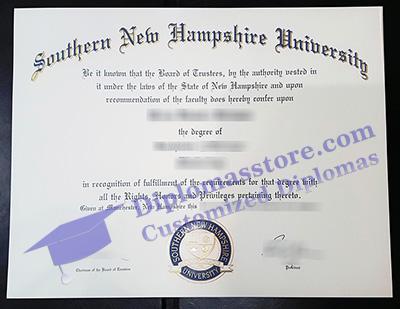 Southern New Hampshire University
Be it known that the Board of Trustees, by the authority vested in
it under the laws of the State of New Hampshire and upon
recommendation of the faculty does hereby confer upon
the degree of
in recognition of fulfillment of the requirements for that degree with
all the Rights, Honors and Privileges pertaining thereto.
Given at Manchester, New Hampshire this
Diplomasstore.com
Customized Diplomas
SOUTHERN NEW HAMPSHIRE
UNIVERSITY
Chairman of the Board of Trustees
President